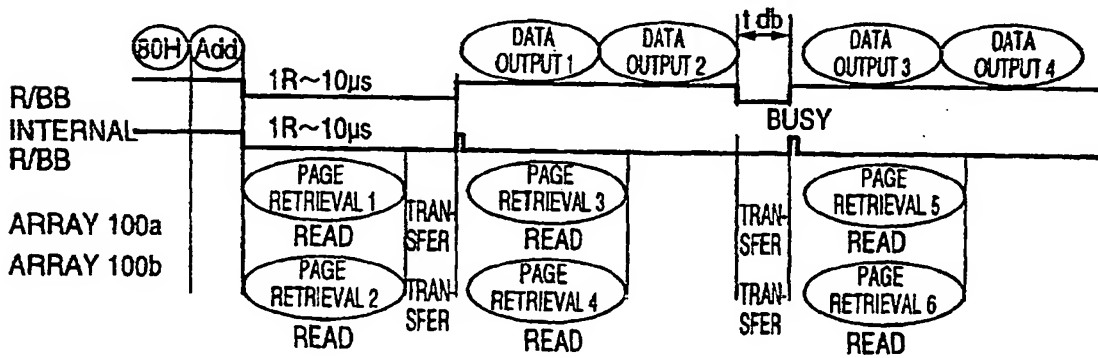 80H Add
DATA OUTPUT 1
DATA OUTPUT 2
t db
DATA OUTPUT 3
DATA OUTPUT 4
R/BB
1R~10μs
BUSY
INTERNAL R/BB
1R~10μs
ARRAY 100a
PAGE RETRIEVAL 1
READ
TRAN-SFER
PAGE RETRIEVAL 3
READ
TRAN-SFER
PAGE RETRIEVAL 5
READ
ARRAY 100b
PAGE RETRIEVAL 2
READ
TRAN-SFER
PAGE RETRIEVAL 4
READ
TRAN-SFER
PAGE RETRIEVAL 6
READ